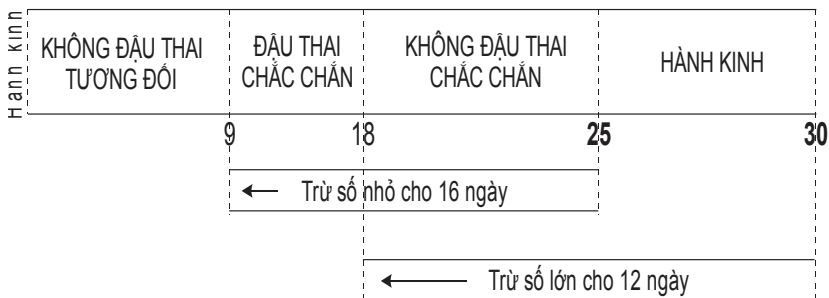 Hành kinh
KHÔNG ĐẬU THAI
TƯƠNG ĐỐI
ĐẬU THAI
CHẮC CHẮN
KHÔNG ĐẬU THAI
CHẮC CHẮN
HÀNH KINH
9 18 25 30
Trừ số nhỏ cho 16 ngày
Trừ số lớn cho 12 ngày